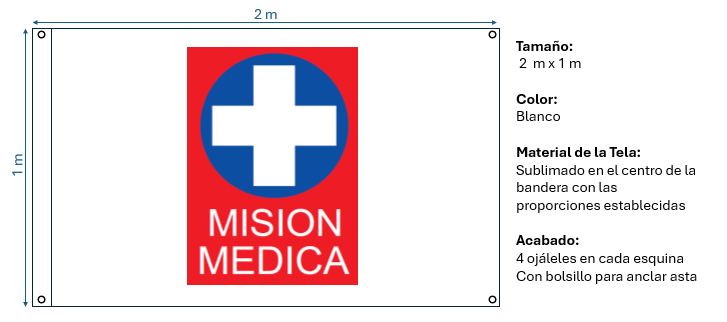 2 m
1 m
MISION
MEDICA
Tamaño:
2 m x 1 m
Color:
Blanco
Material de la Tela:
Sublimado en el centro de la
bandera con las
proporciones establecidas
Acabado:
4 ojáleles en cada esquina
Con bolsillo para anclar asta